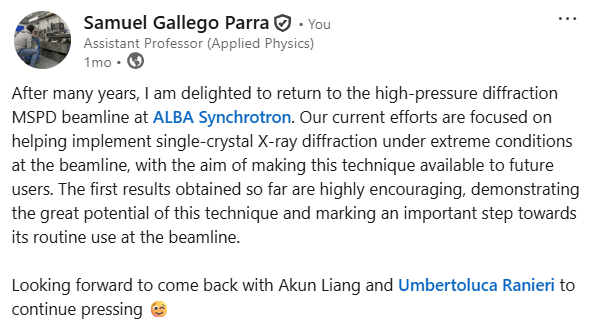 Samuel Gallego Parra • You
Assistant Professor (Applied Physics)
1mo •
After many years, I am delighted to return to the high-pressure diffraction
MSPD beamline at ALBA Synchrotron. Our current efforts are focused on
helping implement single-crystal X-ray diffraction under extreme conditions
at the beamline, with the aim of making this technique available to future
users. The first results obtained so far are highly encouraging, demonstrating
the great potential of this technique and marking an important step towards
its routine use at the beamline.
Looking forward to come back with Akun Liang and Umbertoluca Ranieri to
continue pressing 😉